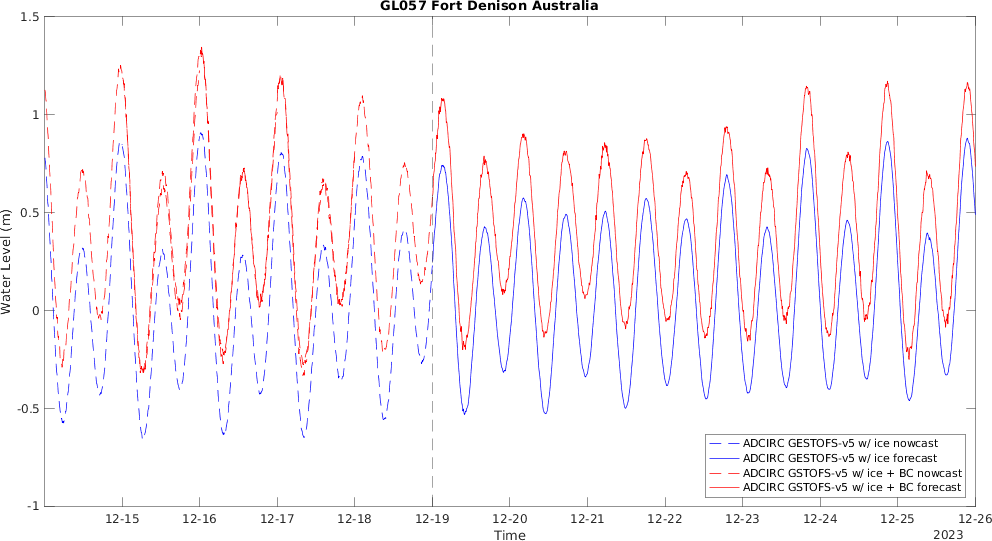 GL057 Fort Denison Australia
1.5
1
0.5
0
-0.5
-1
Water Level (m)
12-15 12-16 12-17 12-18 12-19 12-20 12-21 12-22 12-23 12-24 12-25 12-26
Time
2023
ADCIRC GESTOFS-v5 w/ ice nowcast
ADCIRC GESTOFS-v5 w/ ice forecast
ADCIRC GSTOFS-v5 w/ ice + BC nowcast
ADCIRC GSTOFS-v5 w/ ice + BC forecast